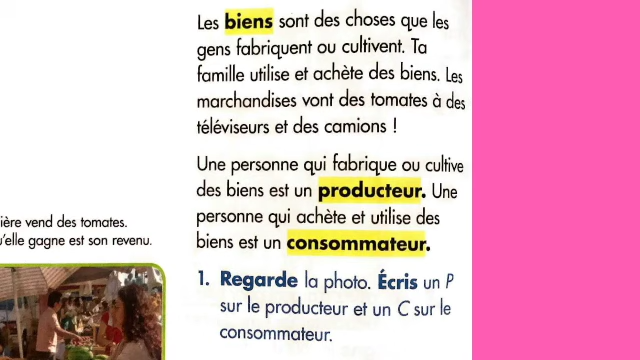 Les biens sont des choses que les
gens fabriquent ou cultivent. Ta
famille utilise et achète des biens. Les
marchandises vont des tomates à des
téléviseurs et des camions !
Une personne qui fabrique ou cultive
des biens est un producteur. Une
personne qui achète et utilise des
biens est un consommateur.
ière vend des tomates.
u'elle gagne est son revenu.
1. Regarde la photo. Écris un P
sur le producteur et un C sur le
consommateur.